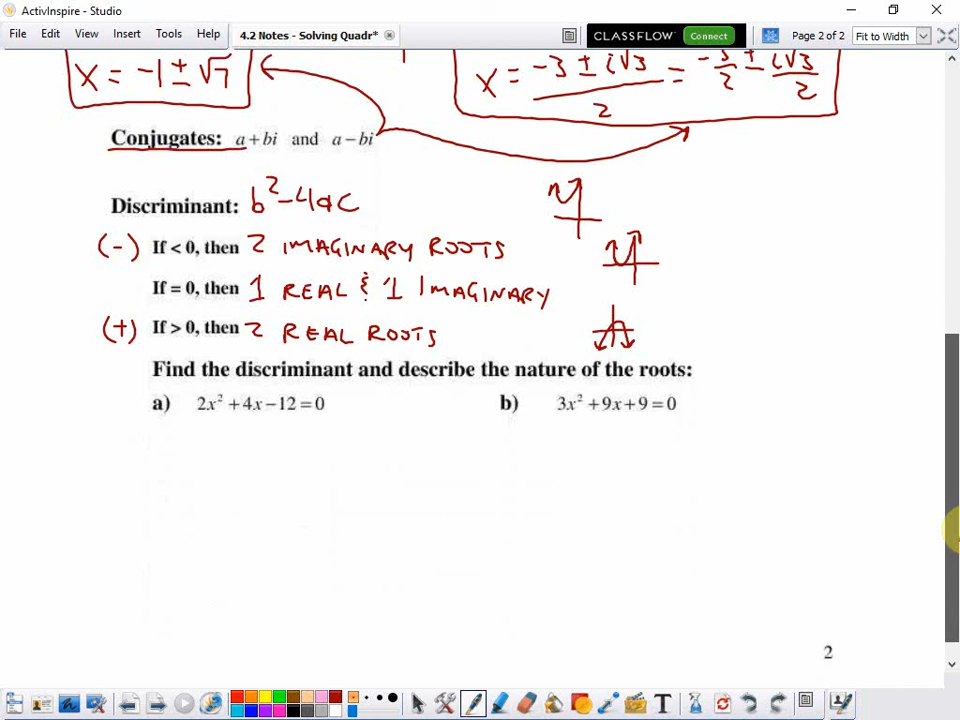 ActivInspire - Studio
File Edit View Insert Tools Help 4.2 Notes - Solving Quadr* CLASSFLOW Connect Page 2 of 2 Fit to Width
X = -1 ± √7
X = -3 ± i√3 / 2 = -3/2 ± i√3/2
Conjugates: a + bi and a − bi
Discriminant: b² - 4ac
(-) If < 0, then 2 IMAGINARY ROOTS
If = 0, then 1 REAL & 1 IMAGINARY
(+) If > 0, then 2 REAL ROOTS
Find the discriminant and describe the nature of the roots:
a) 2x² + 4x − 12 = 0 b) 3x² + 9x + 9 = 0
2